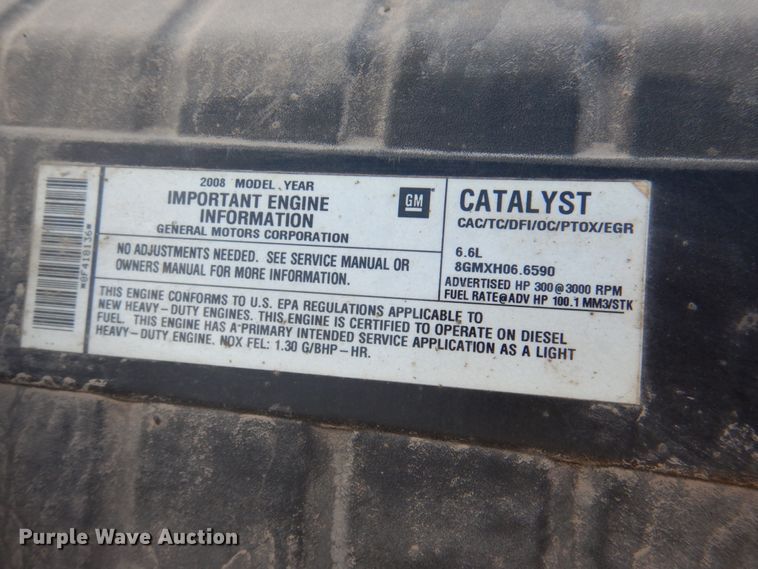 *8F418136*
2008 MODEL YEAR
IMPORTANT ENGINE
INFORMATION
GENERAL MOTORS CORPORATION
GM
NO ADJUSTMENTS NEEDED. SEE SERVICE MANUAL OR
OWNERS MANUAL FOR MORE INFORMATION.
CATALYST
CAC/TC/DFI/OC/PTOX/EGR
6.6L
8GMXH06.6590
ADVERTISED HP 300@3000 RPM
FUEL RATE@ADV HP 100.1 MM3/STK
THIS ENGINE CONFORMS TO U.S. EPA REGULATIONS APPLICABLE TO
NEW HEAVY-DUTY ENGINES. THIS ENGINE IS CERTIFIED TO OPERATE ON DIESEL
FUEL. THIS ENGINE HAS A PRIMARY INTENDED SERVICE APPLICATION AS A LIGHT
HEAVY-DUTY ENGINE. NOX FEL: 1.30 G/BHP-HR.
Purple Wave Auction